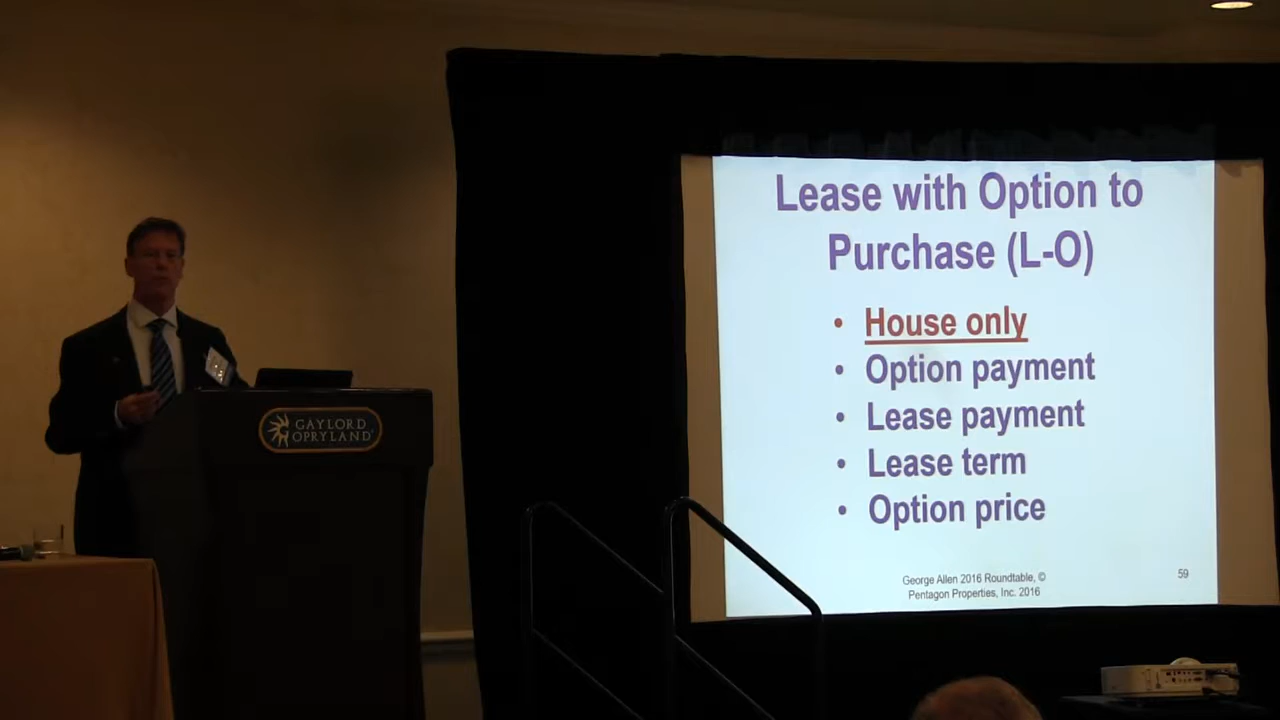 Lease with Option to
Purchase (L-O)
• House only
• Option payment
• Lease payment
• Lease term
• Option price
George Allen 2016 Roundtable, ©
Pentagon Properties, Inc. 2016
59
GAYLORD
OPRYLAND